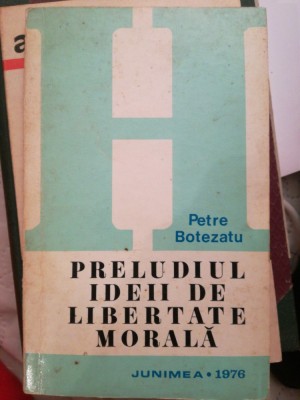 H
Petre
Botezatu
PRELUDIUL
IDEII DE
LIBERTATE
MORALĂ
JUNIMEA • 1976